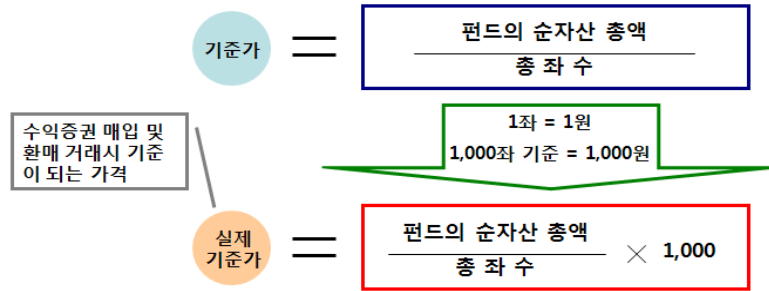 기준가
=
펀드의 순자산 총액
총 좌 수
수익증권 매입 및
환매 거래시 기준
이 되는 가격
1좌 = 1원
1,000좌 기준 = 1,000원
실제
기준가
=
펀드의 순자산 총액
총 좌 수
× 1,000